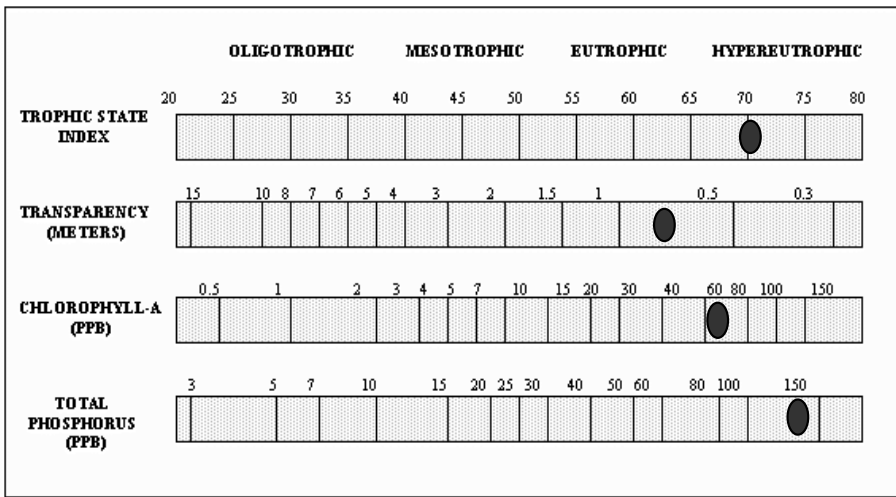 OLIGOTROPHIC MESOTROPHIC EUTROPHIC HYPEREUTROPHIC
20 25 30 35 40 45 50 55 60 65 70 75 80
TROPHIC STATE
INDEX
15 10 8 7 6 5 4 3 2 1.5 1 0.5 0.3
TRANSPARENCY
(METERS)
0.5 1 2 3 4 5 7 10 15 20 30 40 60 80 100 150
CHLOROPHYLL-A
(PPB)
3 5 7 10 15 20 25 30 40 50 60 80 100 150
TOTAL
PHOSPHORUS
(PPB)